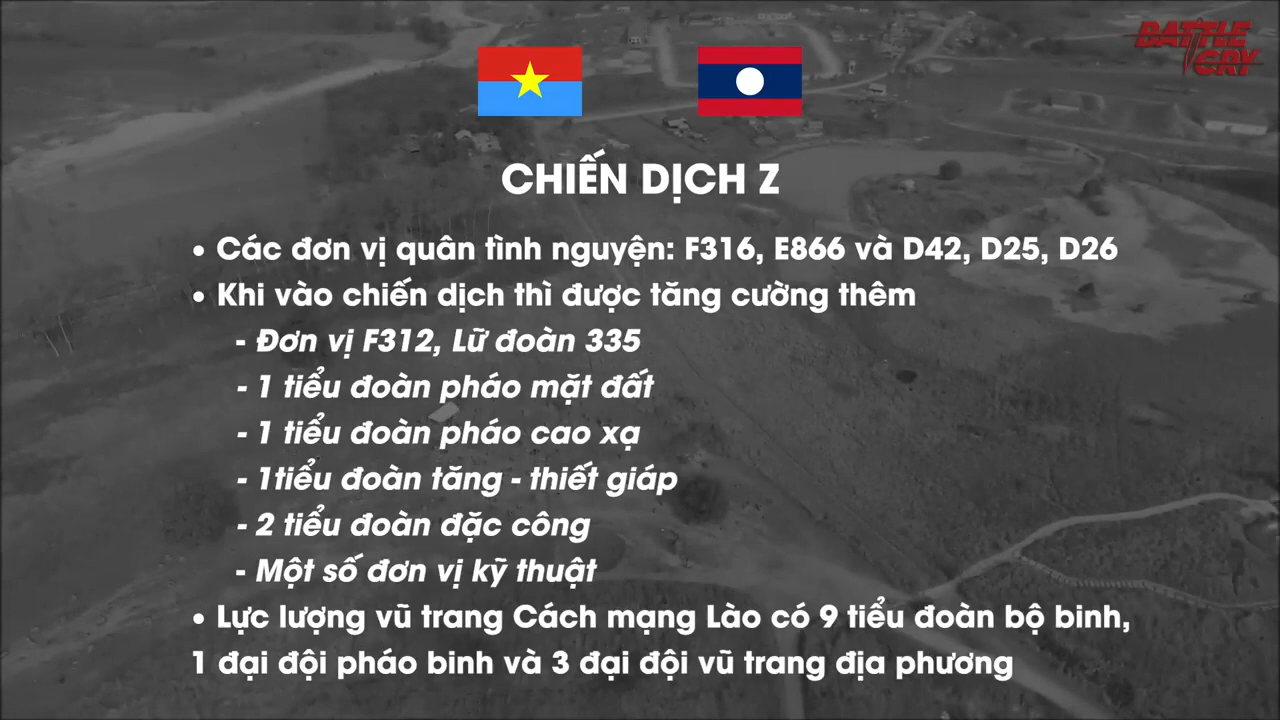 BATTLE
CRY
CHIẾN DỊCH Z
• Các đơn vị quân tình nguyện: F316, E866 và D42, D25, D26
• Khi vào chiến dịch thì được tăng cường thêm
- Đơn vị F312, Lữ đoàn 335
- 1 tiểu đoàn pháo mặt đất
- 1 tiểu đoàn pháo cao xạ
- 1tiểu đoàn tăng - thiết giáp
- 2 tiểu đoàn đặc công
- Một số đơn vị kỹ thuật
• Lực lượng vũ trang Cách mạng Lào có 9 tiểu đoàn bộ binh,
1 đại đội pháo binh và 3 đại đội vũ trang địa phương